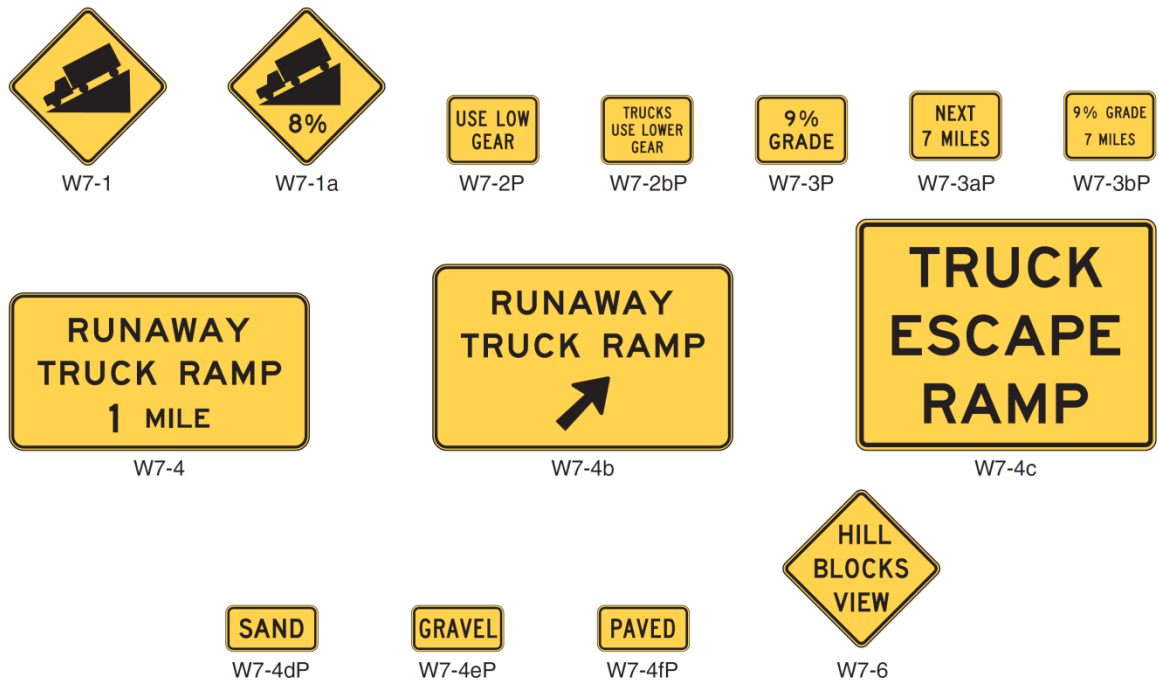 8%
W7-1
W7-1a
USE LOW
GEAR
W7-2P
TRUCKS
USE LOWER
GEAR
W7-2bP
9%
GRADE
W7-3P
NEXT
7 MILES
W7-3aP
9% GRADE
7 MILES
W7-3bP
RUNAWAY
TRUCK RAMP
1 MILE
W7-4
RUNAWAY
TRUCK RAMP
W7-4b
TRUCK
ESCAPE
RAMP
W7-4c
SAND
W7-4dP
GRAVEL
W7-4eP
PAVED
W7-4fP
HILL
BLOCKS
VIEW
W7-6